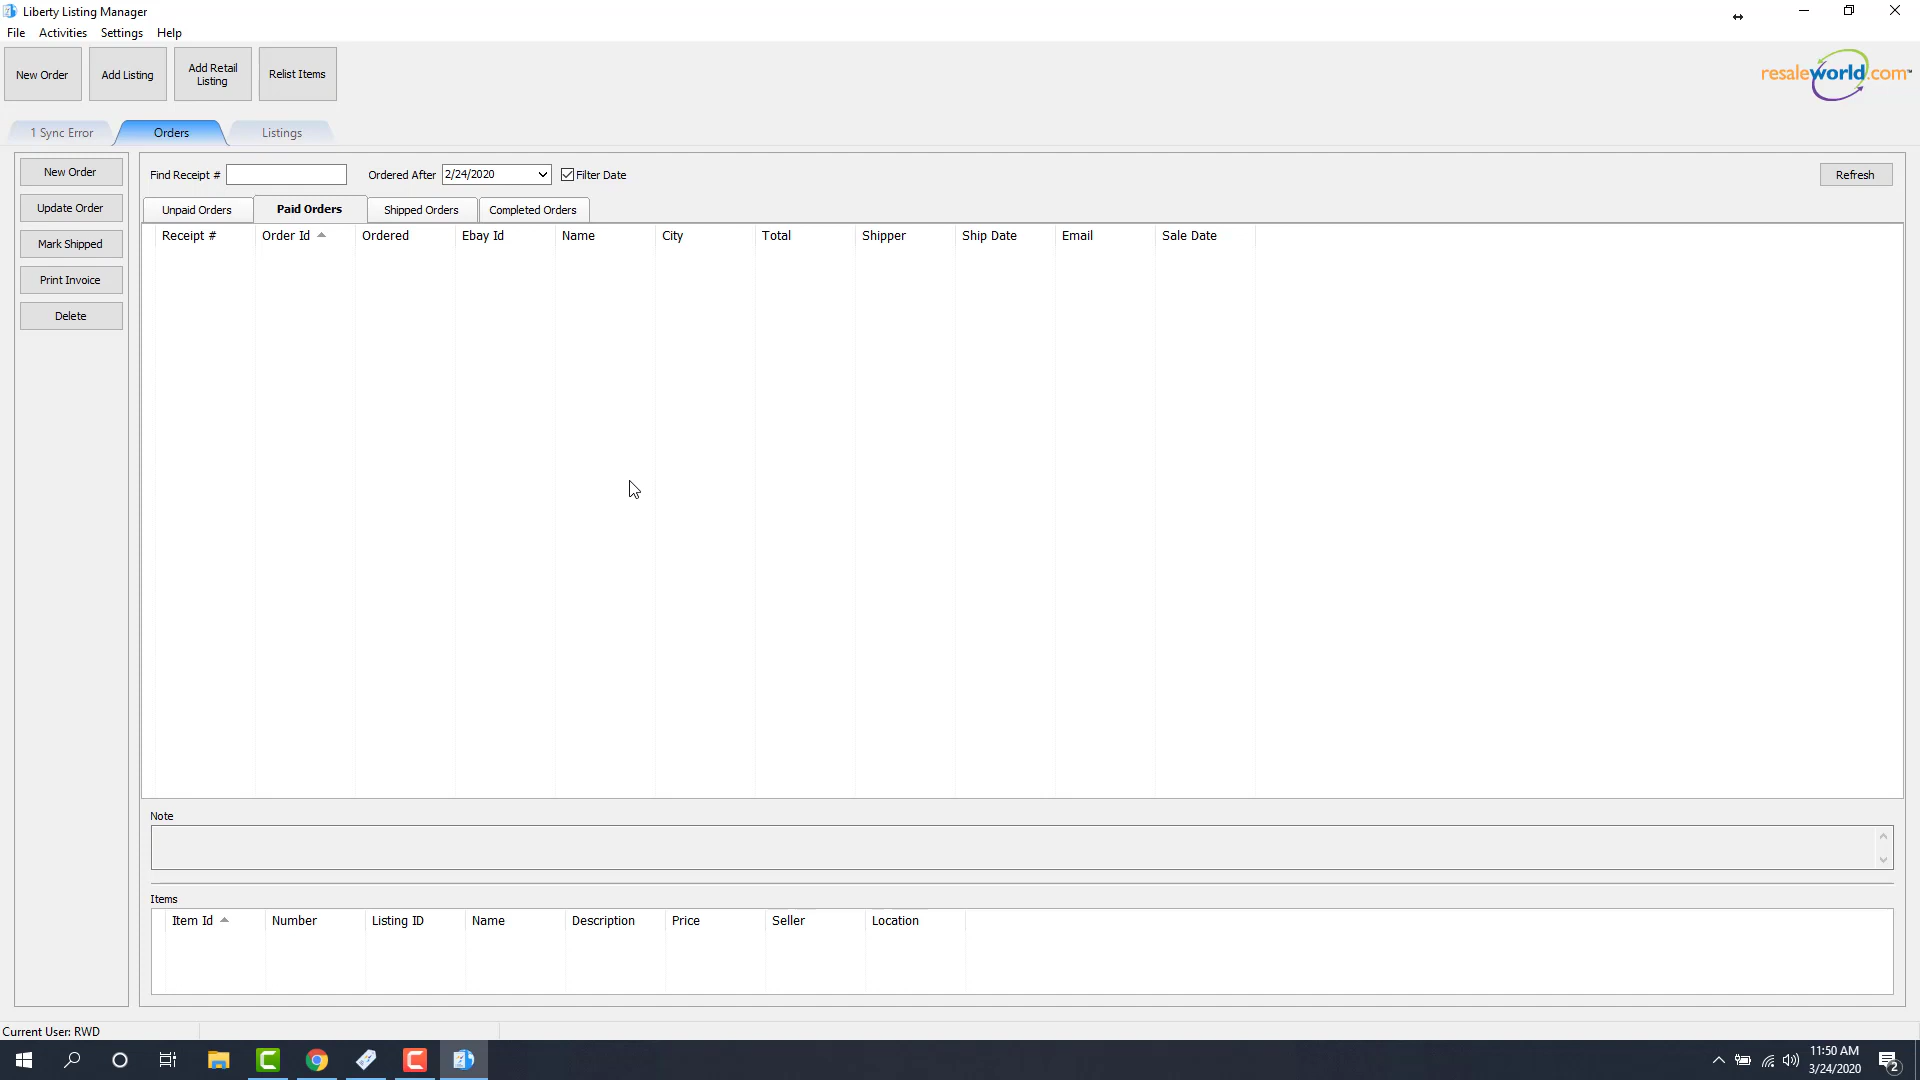 Liberty Listing Manager
File Activities Settings Help
New Order
Add Listing
Add Retail
Listing
Relist Items
resaleworld.com™
1 Sync Error
Orders
Listings
New Order
Update Order
Mark Shipped
Print Invoice
Delete
Find Receipt # Ordered After 2/24/2020 Filter Date Refresh
Unpaid Orders Paid Orders Shipped Orders Completed Orders
Receipt # Order Id Ordered Ebay Id Name City Total Shipper Ship Date Email Sale Date
Note
Items
Item Id Number Listing ID Name Description Price Seller Location
Current User: RWD
11:50 AM
3/24/2020
2